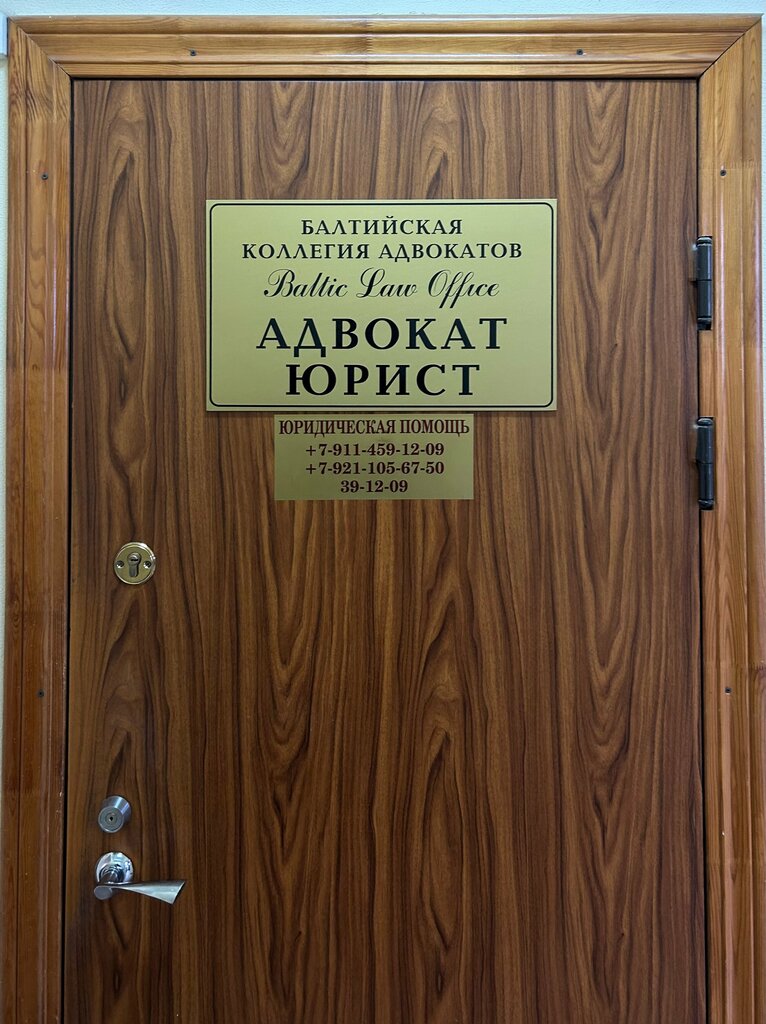 БАЛТИЙСКАЯ
КОЛЛЕГИЯ АДВОКАТОВ
Baltic Law Office
АДВОКАТ
ЮРИСТ
ЮРИДИЧЕСКАЯ ПОМОЩЬ
+7-911-459-12-09
+7-921-105-67-50
39-12-09